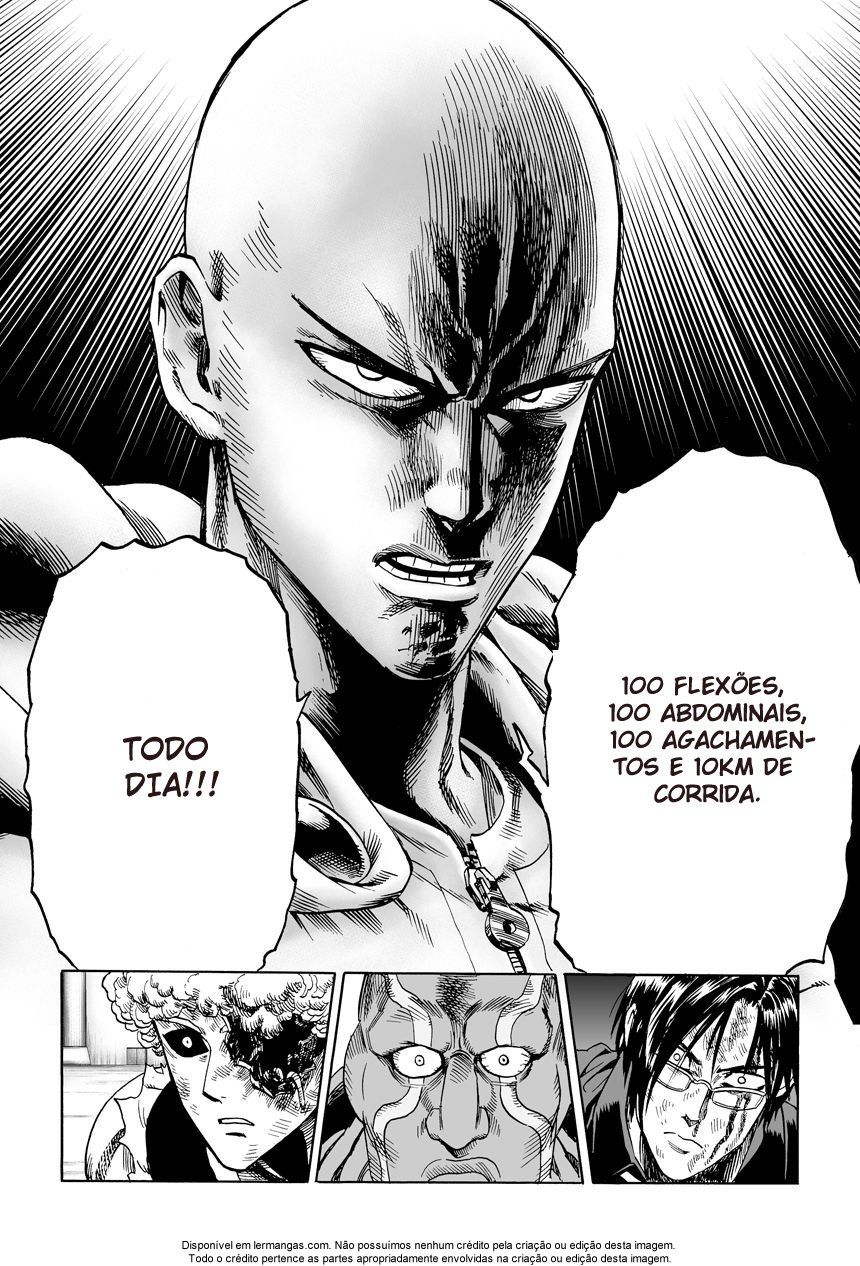 100 FLEXÕES,
100 ABDOMINAIS,
100 AGACHAMEN-
TOS E 10KM DE
CORRIDA.
TODO
DIA!!!
Disponível em lermangas.com. Não possuímos nenhum crédito pela criação ou edição desta imagem.
Todo o crédito pertence as partes apropriadamente envolvidas na criação ou edição desta imagem.